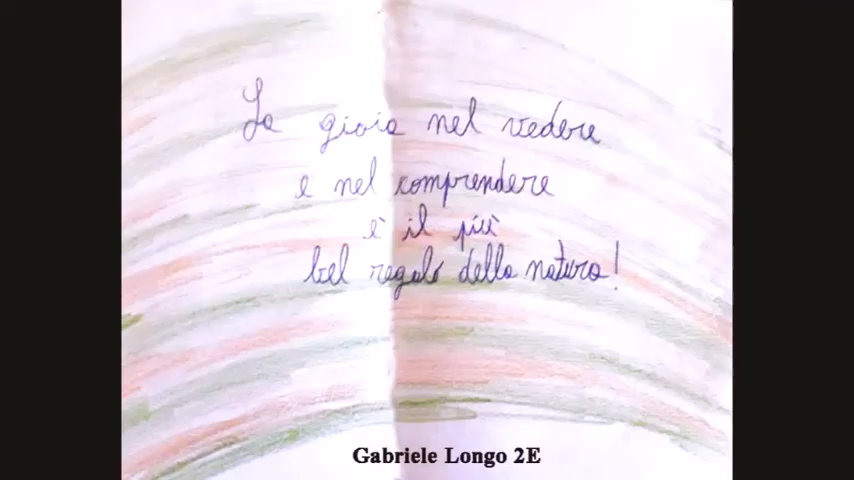 La gioia nel vedere
e nel comprendere
è il più
bel regalo della natura!
Gabriele Longo 2E